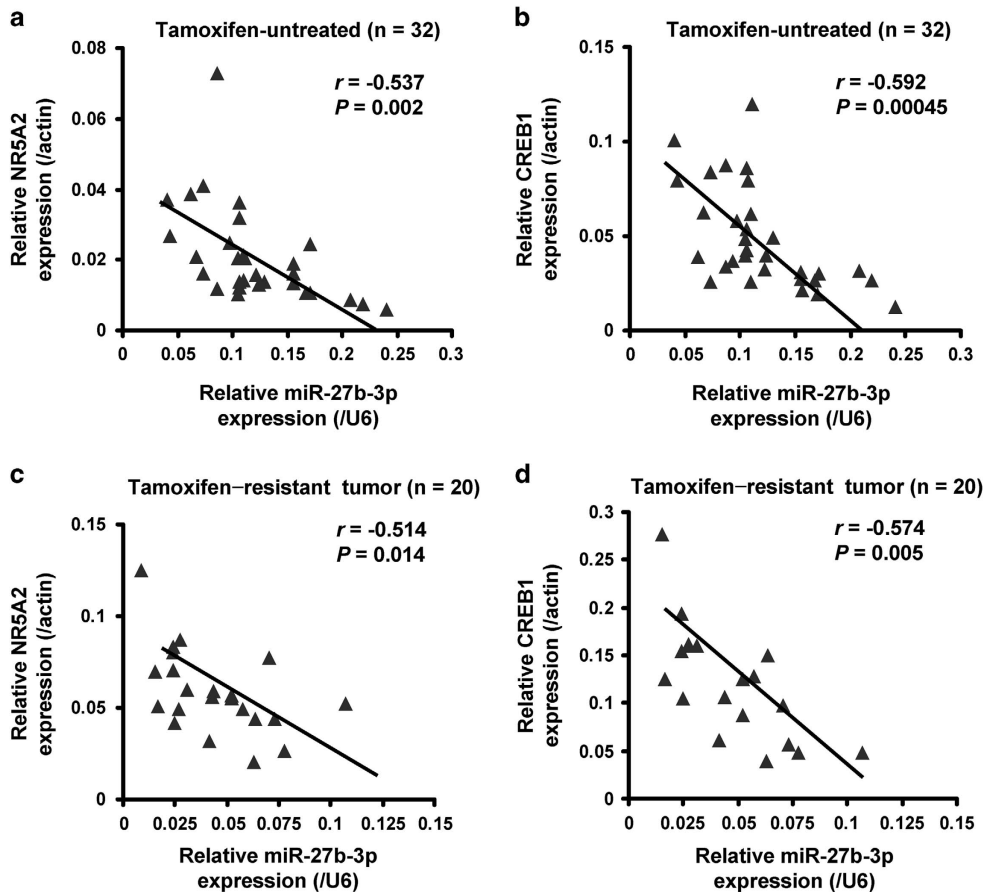 a
Tamoxifen-untreated (n = 32)
r = -0.537
P = 0.002
Relative NR5A2
expression (/actin)
0.08
0.06
0.04
0.02
0
0
0.05
0.1
0.15
0.2
0.25
0.3
Relative miR-27b-3p
expression (/U6)
b
Tamoxifen-untreated (n = 32)
r = -0.592
P = 0.00045
Relative CREB1
expression (/actin)
0.15
0.1
0.05
0
0
0.05
0.1
0.15
0.2
0.25
0.3
Relative miR-27b-3p
expression (/U6)
c
Tamoxifen−resistant tumor (n = 20)
r = -0.514
P = 0.014
Relative NR5A2
expression (/actin)
0.15
0.1
0.05
0
0
0.025
0.05
0.075
0.1
0.125
0.15
Relative miR-27b-3p
expression (/U6)
d
Tamoxifen−resistant tumor (n = 20)
r = -0.574
P = 0.005
Relative CREB1
expression (/actin)
0.3
0.25
0.2
0.15
0.1
0.05
0
0
0.025
0.05
0.075
0.1
0.125
0.15
Relative miR-27b-3p
expression (/U6)